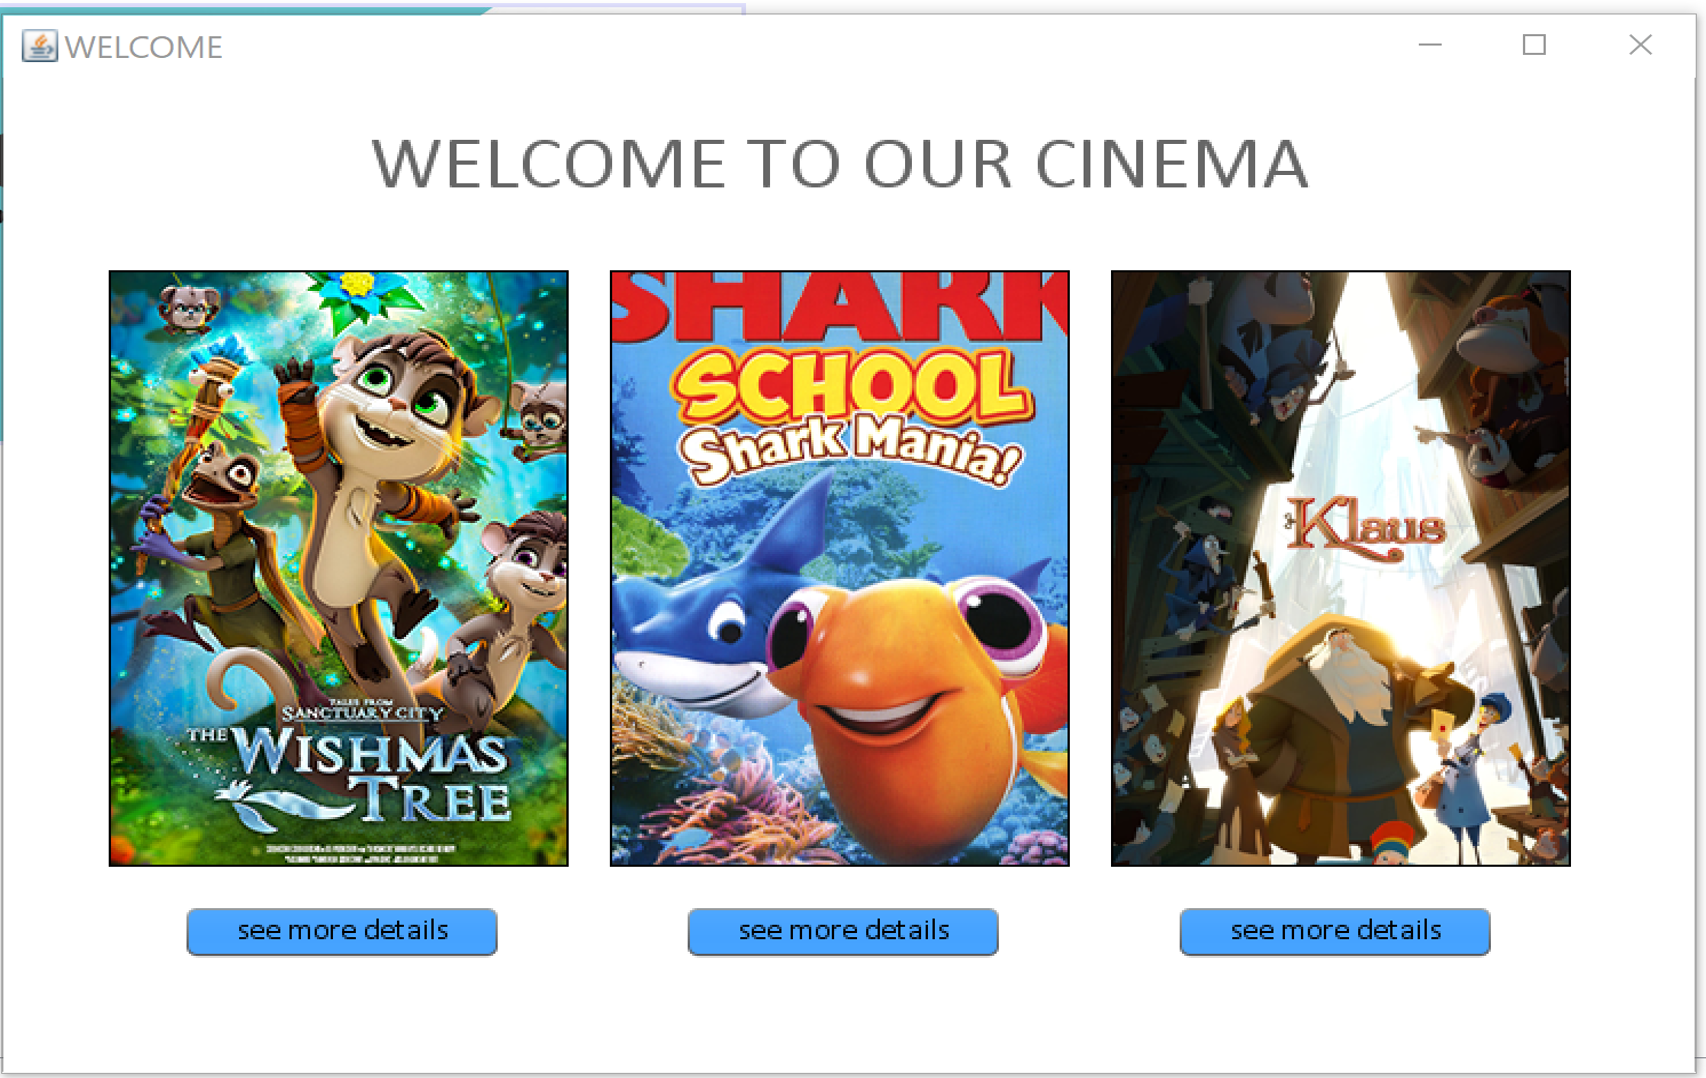 WELCOME
WELCOME TO OUR CINEMA
TALES FROM
SANCTUARY CITY
THE WISHMAS
TREE
SHARK
SCHOOL
Shark Mania!
Klaus
see more details
see more details
see more details